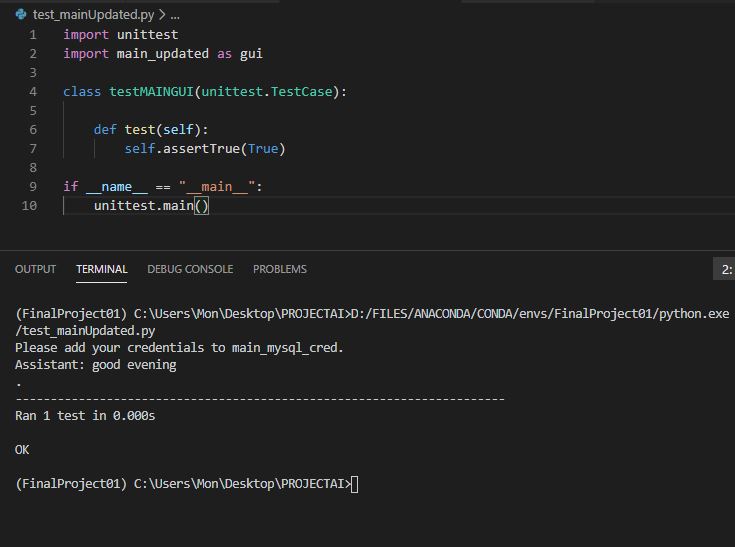 test_mainUpdated.py > ...
1 import unittest
2 import main_updated as gui
3
4 class testMAINGUI(unittest.TestCase):
5
6 def test(self):
7 self.assertTrue(True)
8
9 if __name__ == "__main__":
10 unittest.main()
OUTPUT TERMINAL DEBUG CONSOLE PROBLEMS 2:
(FinalProject01) C:\Users\Mon\Desktop\PROJECTAI>D:/FILES/ANACONDA/CONDA/envs/FinalProject01/python.exe
/test_mainUpdated.py
Please add your credentials to main_mysql_cred.
Assistant: good evening
.
----------------------------------------------------------------------
Ran 1 test in 0.000s
OK
(FinalProject01) C:\Users\Mon\Desktop\PROJECTAI>